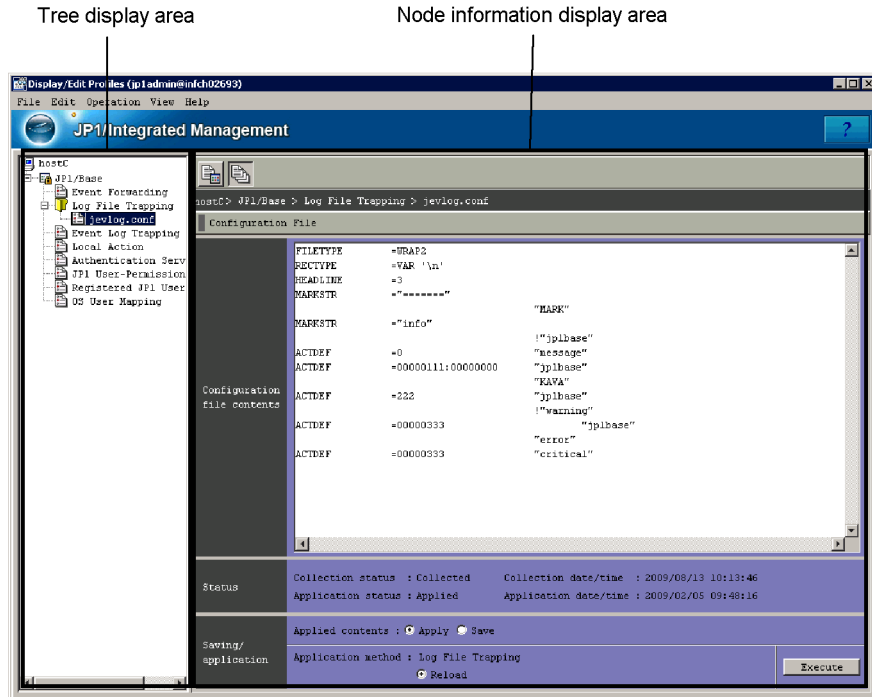 Tree display area
Node information display area
Display/Edit Profiles (jp1admin@infch02693)
File Edit Operation View Help
JP1/Integrated Management
?
hostC
JP1/Base
Event Forwarding
Log File Trapping
jevlog.conf
Event Log Trapping
Local Action
Authentication Serv
JP1 User-Permission
Registered JP1 User
OS User Mapping
hostC> JP1/Base > Log File Trapping > jevlog.conf
Configuration File
Configuration
file contents
FILETYPE =WRAP2
RECTYPE =VAR '\n'
HEADLINE =3
MARKSTR ="======="
"MARK"
MARKSTR ="info"
!"jp1base"
ACTDEF =0 "message"
ACTDEF =00000111:00000000 "jp1base"
"KAVA"
ACTDEF =222 "jp1base"
!"warning"
ACTDEF =00000333 "jp1base"
"error"
ACTDEF =00000333 "critical"
Status
Collection status : Collected Collection date/time : 2009/08/13 10:13:46
Application status : Applied Application date/time : 2009/02/05 09:48:16
Saving/
application
Applied contents : Apply Save
Application method : Log File Trapping
Reload
Execute